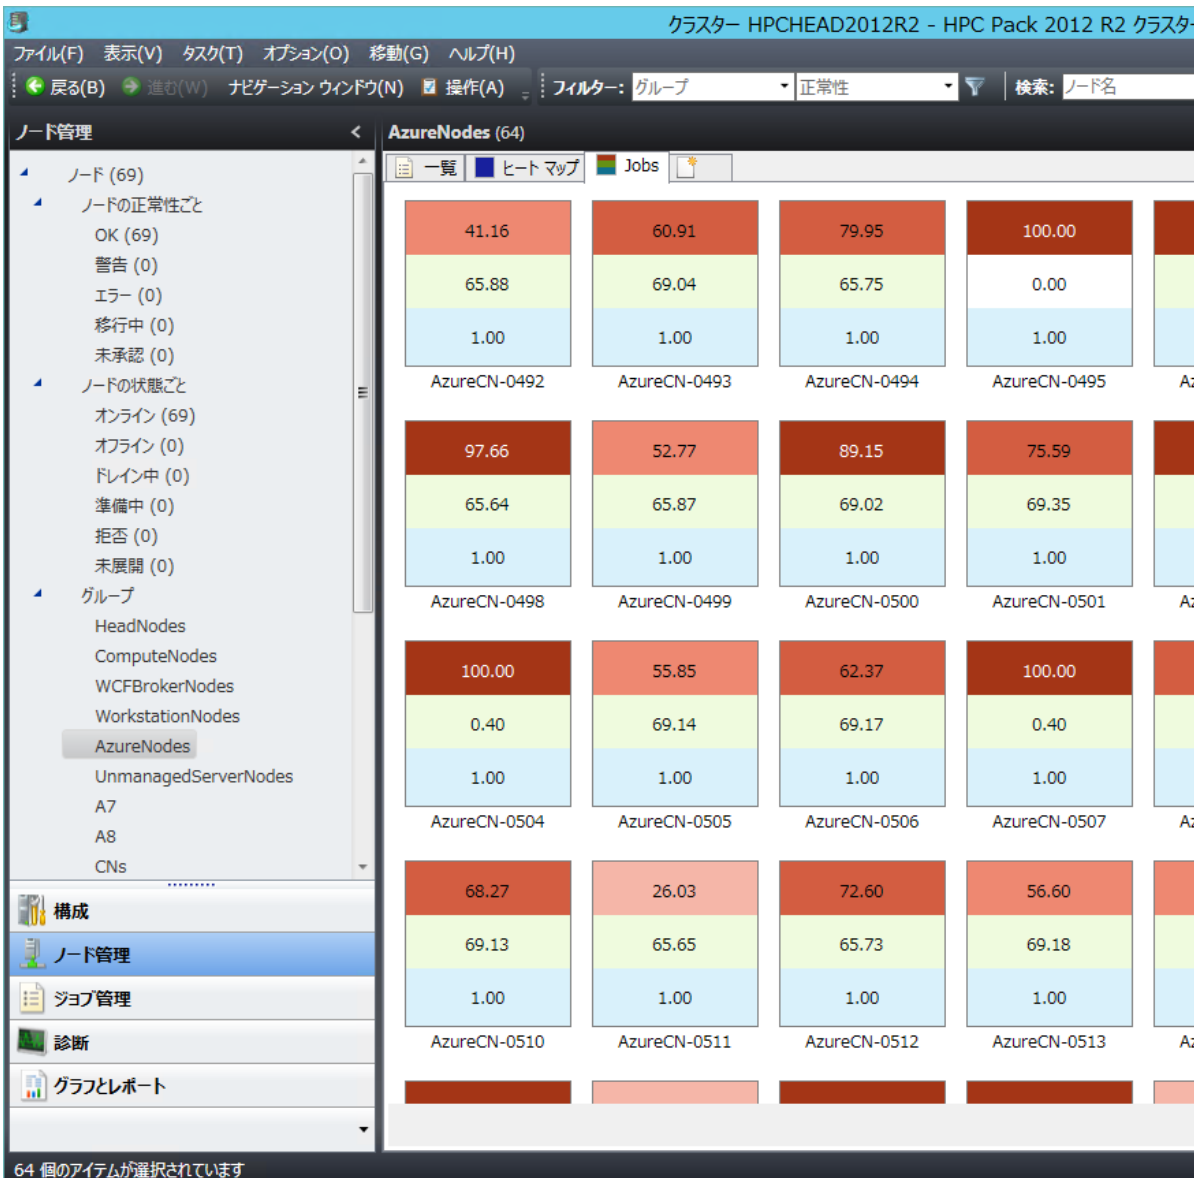 クラスター HPCHEAD2012R2 - HPC Pack 2012 R2 クラスター
ファイル(F) 表示(V) タスク(T) オプション(O) 移動(G) ヘルプ(H)
戻る(B) 進む(W) ナビゲーション ウィンドウ(N) 操作(A) フィルター: グループ 正常性 検索: ノード名
ノード管理
ノード (69)
ノードの正常性ごと
OK (69)
警告 (0)
エラー (0)
移行中 (0)
未承認 (0)
ノードの状態ごと
オンライン (69)
オフライン (0)
ドレイン中 (0)
準備中 (0)
拒否 (0)
未展開 (0)
グループ
HeadNodes
ComputeNodes
WCFBrokerNodes
WorkstationNodes
AzureNodes
UnmanagedServerNodes
A7
A8
CNs
構成
ノード管理
ジョブ管理
診断
グラフとレポート
AzureNodes (64)
一覧 ヒート マップ Jobs
41.16 60.91 79.95 100.00
65.88 69.04 65.75 0.00
1.00 1.00 1.00 1.00
AzureCN-0492 AzureCN-0493 AzureCN-0494 AzureCN-0495 Az
97.66 52.77 89.15 75.59
65.64 65.87 69.02 69.35
1.00 1.00 1.00 1.00
AzureCN-0498 AzureCN-0499 AzureCN-0500 AzureCN-0501 Az
100.00 55.85 62.37 100.00
0.40 69.14 69.17 0.40
1.00 1.00 1.00 1.00
AzureCN-0504 AzureCN-0505 AzureCN-0506 AzureCN-0507 Az
68.27 26.03 72.60 56.60
69.13 65.65 65.73 69.18
1.00 1.00 1.00 1.00
AzureCN-0510 AzureCN-0511 AzureCN-0512 AzureCN-0513 Az
64 個のアイテムが選択されています